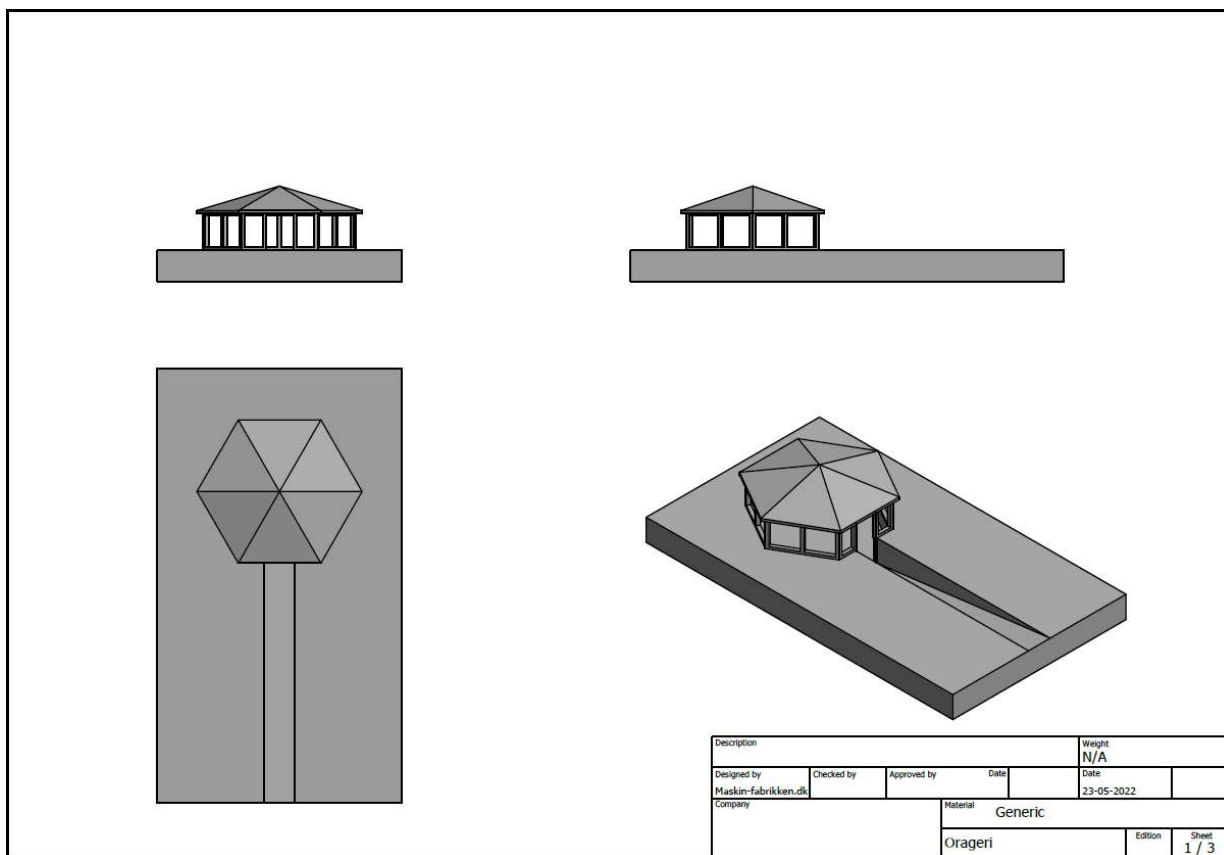 Description
Weight
N/A
Designed by
Checked by
Approved by
Date
Date
Maskin-fabrikken.dk
23-05-2022
Company
Material
Generic
Orageri
Edition
Sheet
1 / 3